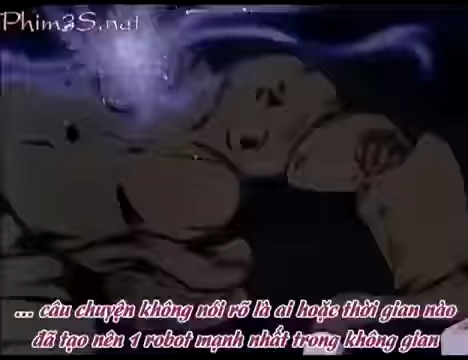 Phim3S.net
... câu chuyện không nói rõ là ai hoặc thời gian nào
đã tạo nên 1 robot mạnh nhất trong không gian